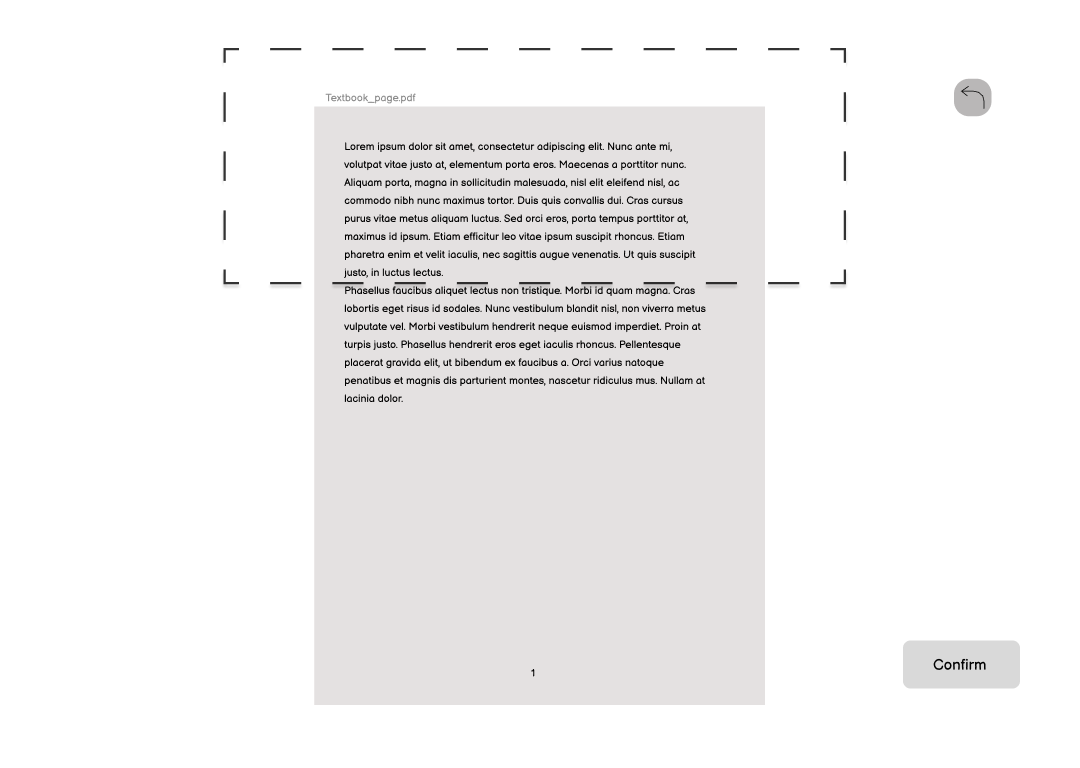 Textbook_page.pdf
Lorem ipsum dolor sit amet, consectetur adipiscing elit. Nunc ante mi,
volutpat vitae justo at, elementum porta eros. Maecenas a porttitor nunc.
Aliquam porta, magna in sollicitudin malesuada, nisl elit eleifend nisl, ac
commodo nibh nunc maximus tortor. Duis quis convallis dui. Cras cursus
purus vitae metus aliquam luctus. Sed orci eros, porta tempus porttitor at,
maximus id ipsum. Etiam efficitur leo vitae ipsum suscipit rhoncus. Etiam
pharetra enim et velit iaculis, nec sagittis augue venenatis. Ut quis suscipit
justo, in luctus lectus.
Phasellus faucibus aliquet lectus non tristique. Morbi id quam magna. Cras
lobortis eget risus id sodales. Nunc vestibulum blandit nisl, non viverra metus
vulputate vel. Morbi vestibulum hendrerit neque euismod imperdiet. Proin at
turpis justo. Phasellus hendrerit eros eget iaculis rhoncus. Pellentesque
placerat gravida elit, ut bibendum ex faucibus a. Orci varius natoque
penatibus et magnis dis parturient montes, nascetur ridiculus mus. Nullam at
lacinia dolor.
Confirm
1